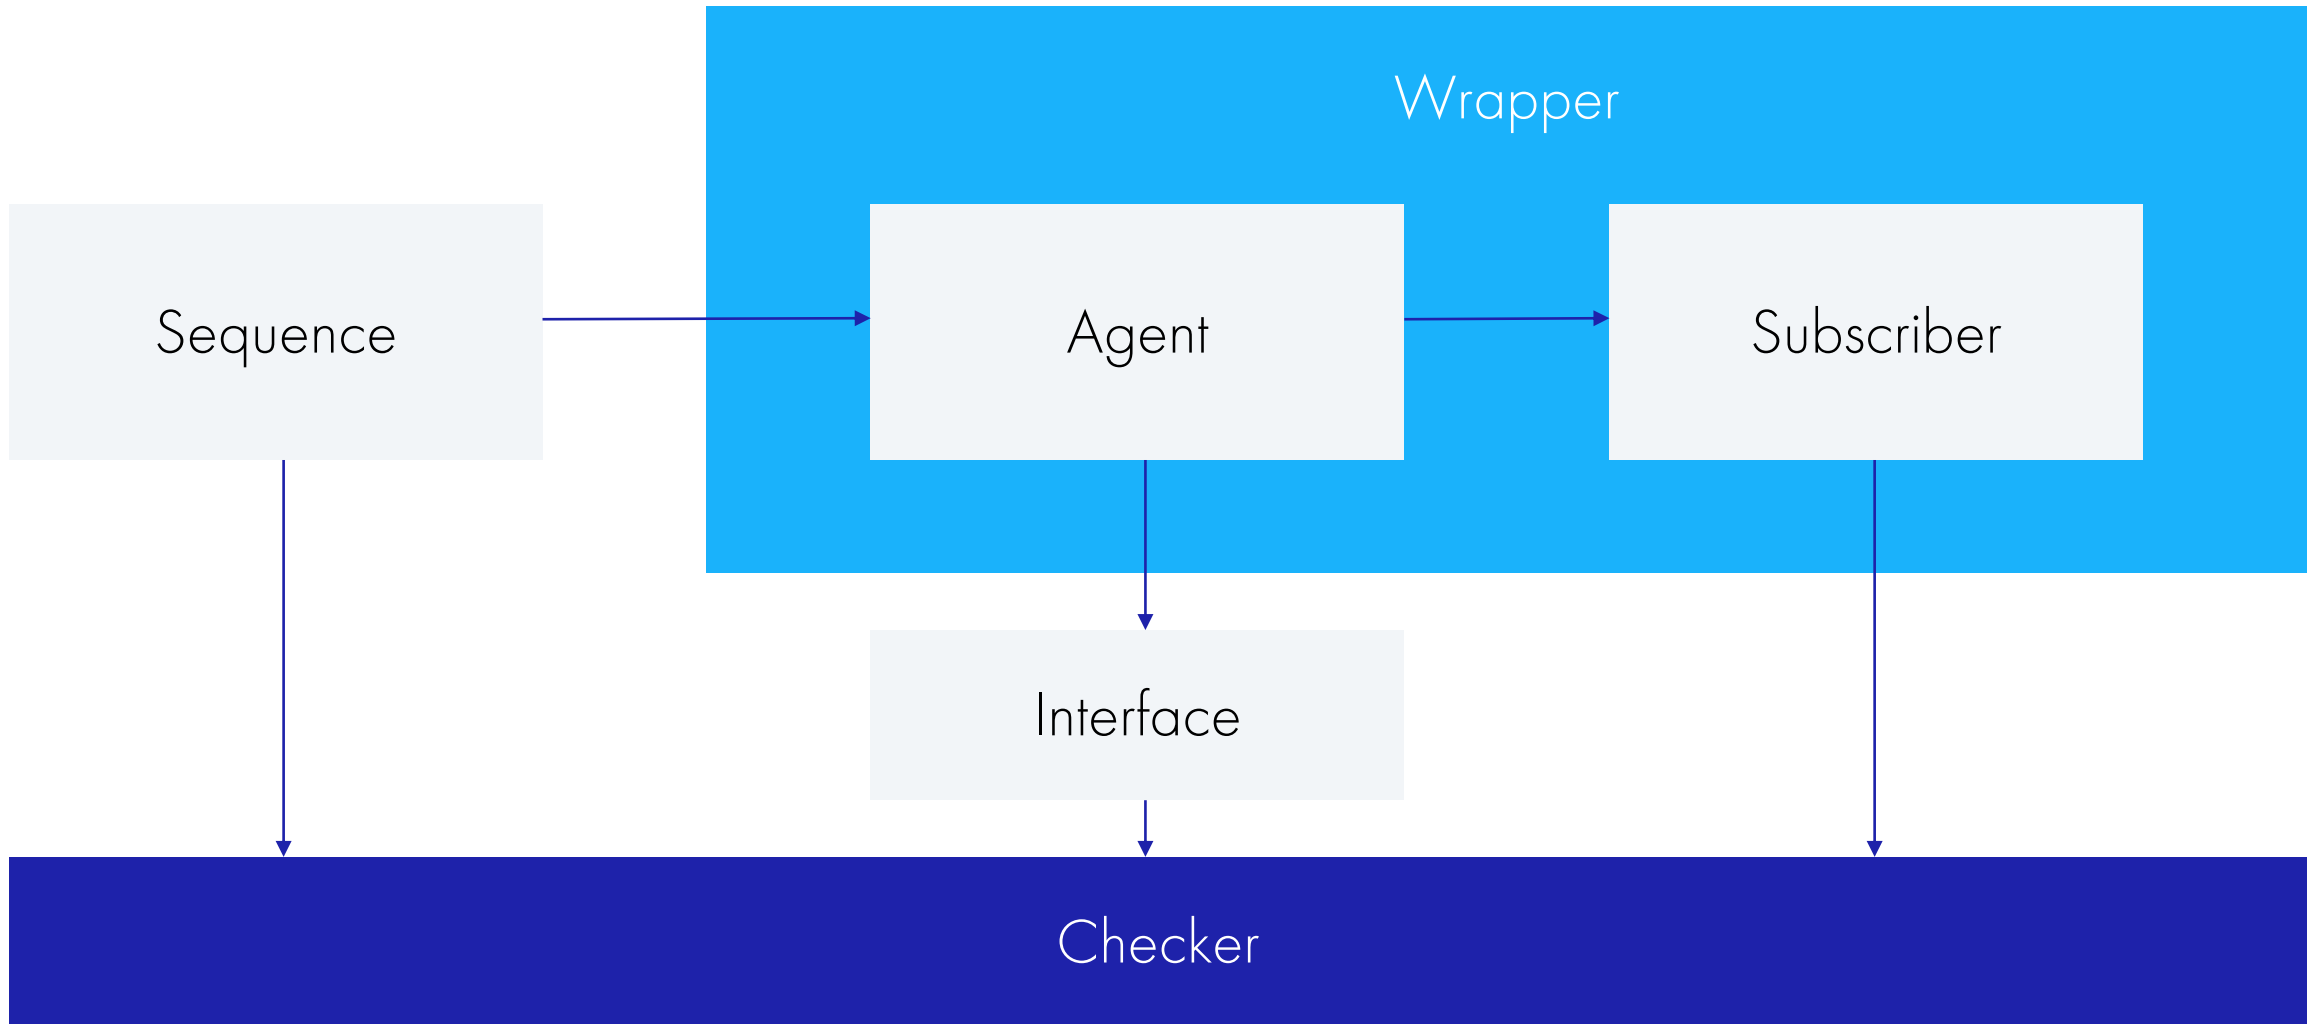 Wrapper
Sequence
Agent
Subscriber
Interface
Checker